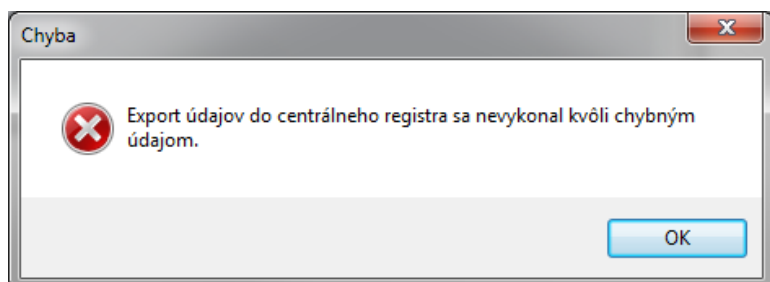 Chyba
Export údajov do centrálneho registra sa nevykonal kvôli chybným
údajom.
OK